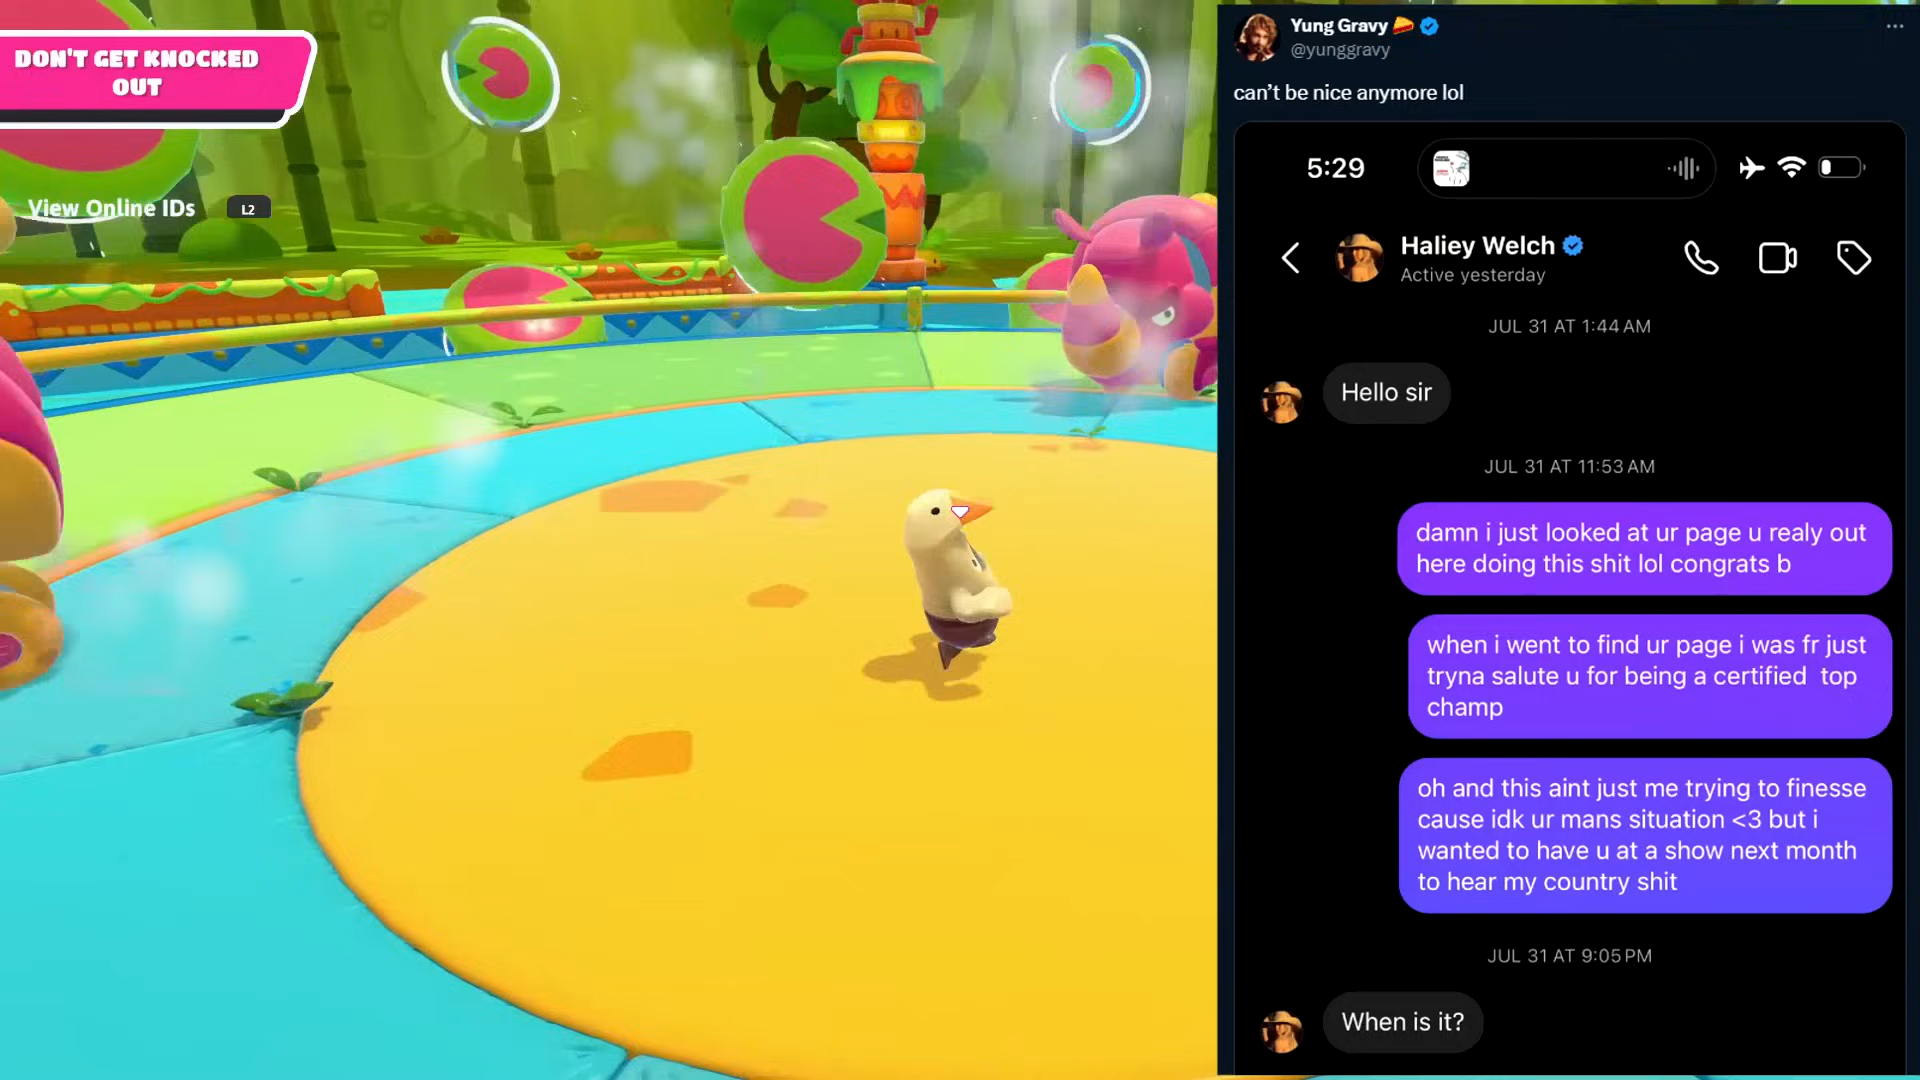 DON'T GET KNOCKED
OUT
View Online IDs
L2
Yung Gravy
@yunggravy
can’t be nice anymore lol
5:29
Haliey Welch
Active yesterday
JUL 31 AT 1:44 AM
Hello sir
JUL 31 AT 11:53 AM
damn i just looked at ur page u realy out
here doing this shit lol congrats b
when i went to find ur page i was fr just
tryna salute u for being a certified top
champ
oh and this aint just me trying to finesse
cause idk ur mans situation <3 but i
wanted to have u at a show next month
to hear my country shit
JUL 31 AT 9:05 PM
When is it?